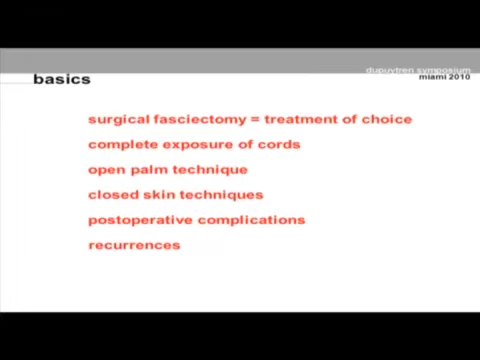 dupuytren symposium
miami 2010
basics
surgical fasciectomy = treatment of choice
complete exposure of cords
open palm technique
closed skin techniques
postoperative complications
recurrences